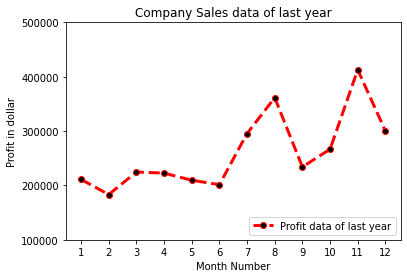 Company Sales data of last year
Profit in dollar
500000
400000
300000
200000
100000
Profit data of last year
1 2 3 4 5 6 7 8 9 10 11 12
Month Number